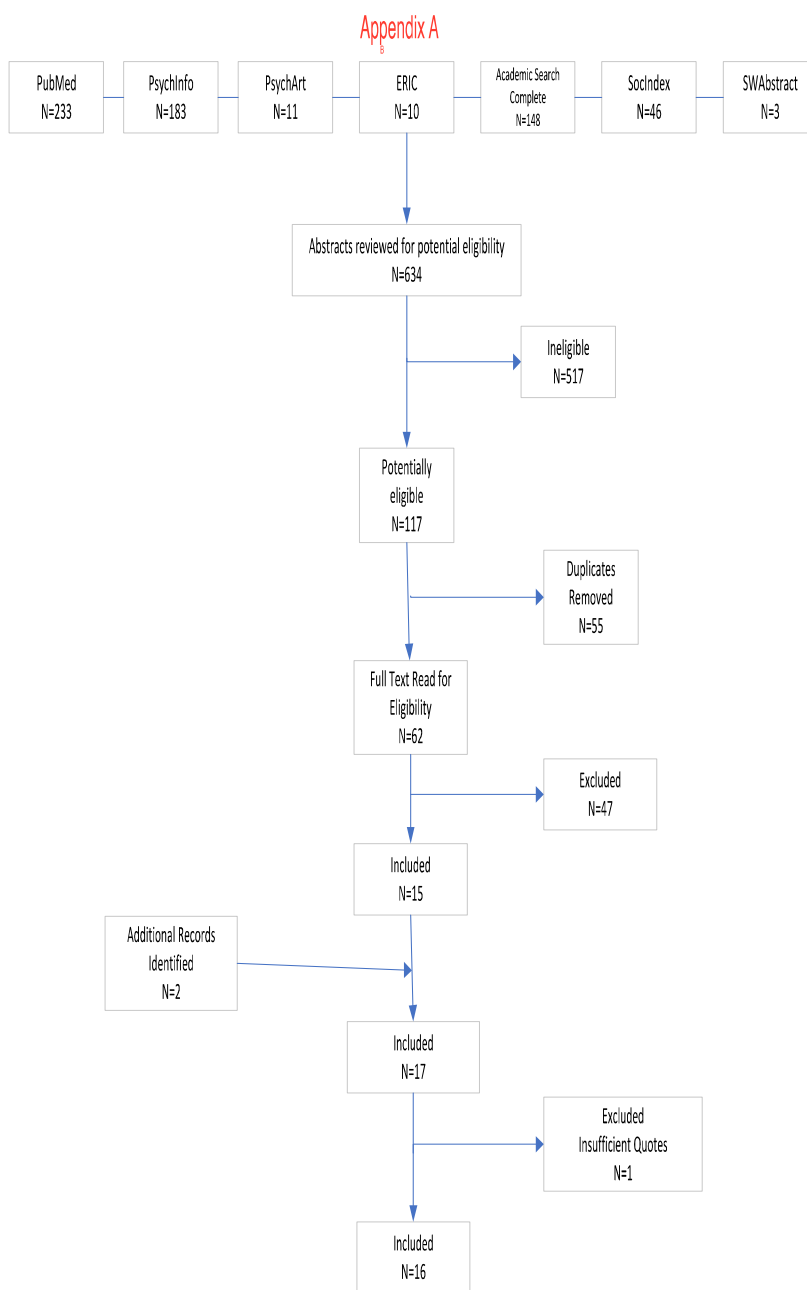 Appendix A
B
PubMed
N=233
PsychInfo
N=183
PsychArt
N=11
ERIC
N=10
Academic Search
Complete
N=148
SocIndex
N=46
SWAbstract
N=3
Abstracts reviewed for potential eligibility
N=634
Ineligible
N=517
Potentially
eligible
N=117
Duplicates
Removed
N=55
Full Text Read for
Eligibility
N=62
Excluded
N=47
Included
N=15
Additional Records
Identified
N=2
Included
N=17
Excluded
Insufficient Quotes
N=1
Included
N=16